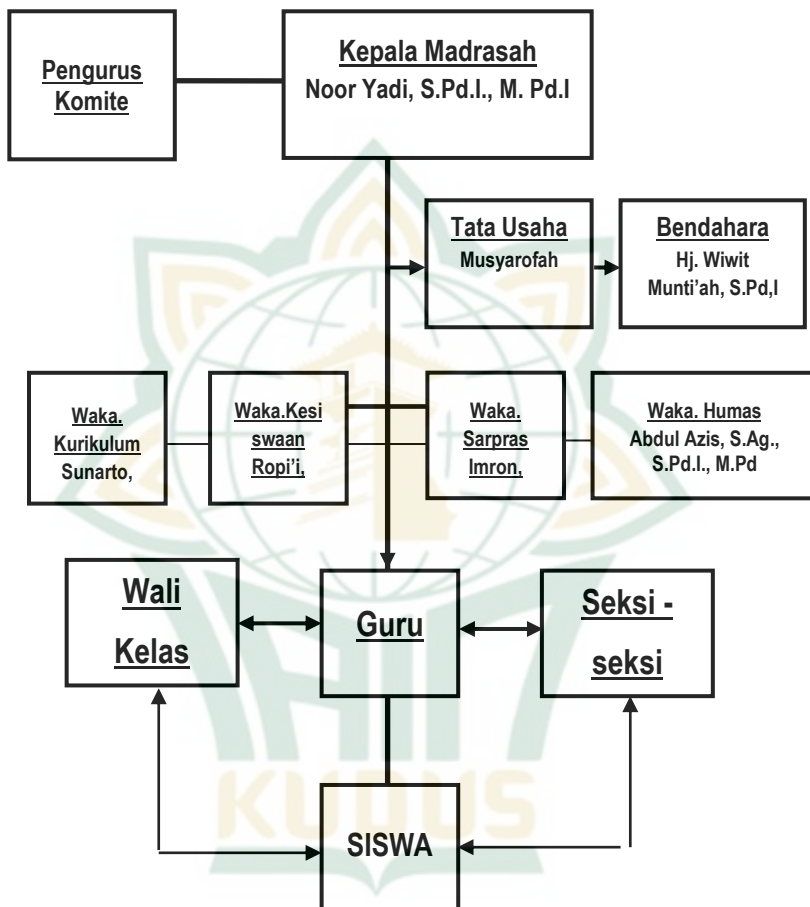 Pengurus
Komite
Kepala Madrasah
Noor Yadi, S.Pd.I., M. Pd.I
Tata Usaha
Musyarofah
Bendahara
Hj. Wiwit
Munti’ah, S.Pd,I
Waka.
Kurikulum
Sunarto,
Waka.Kesi
swaan
Ropi’i,
Waka.
Sarpras
Imron,
Waka. Humas
Abdul Azis, S.Ag.,
S.Pd.I., M.Pd
Wali
Kelas
Guru
Seksi -
seksi
SISWA
KUDUS